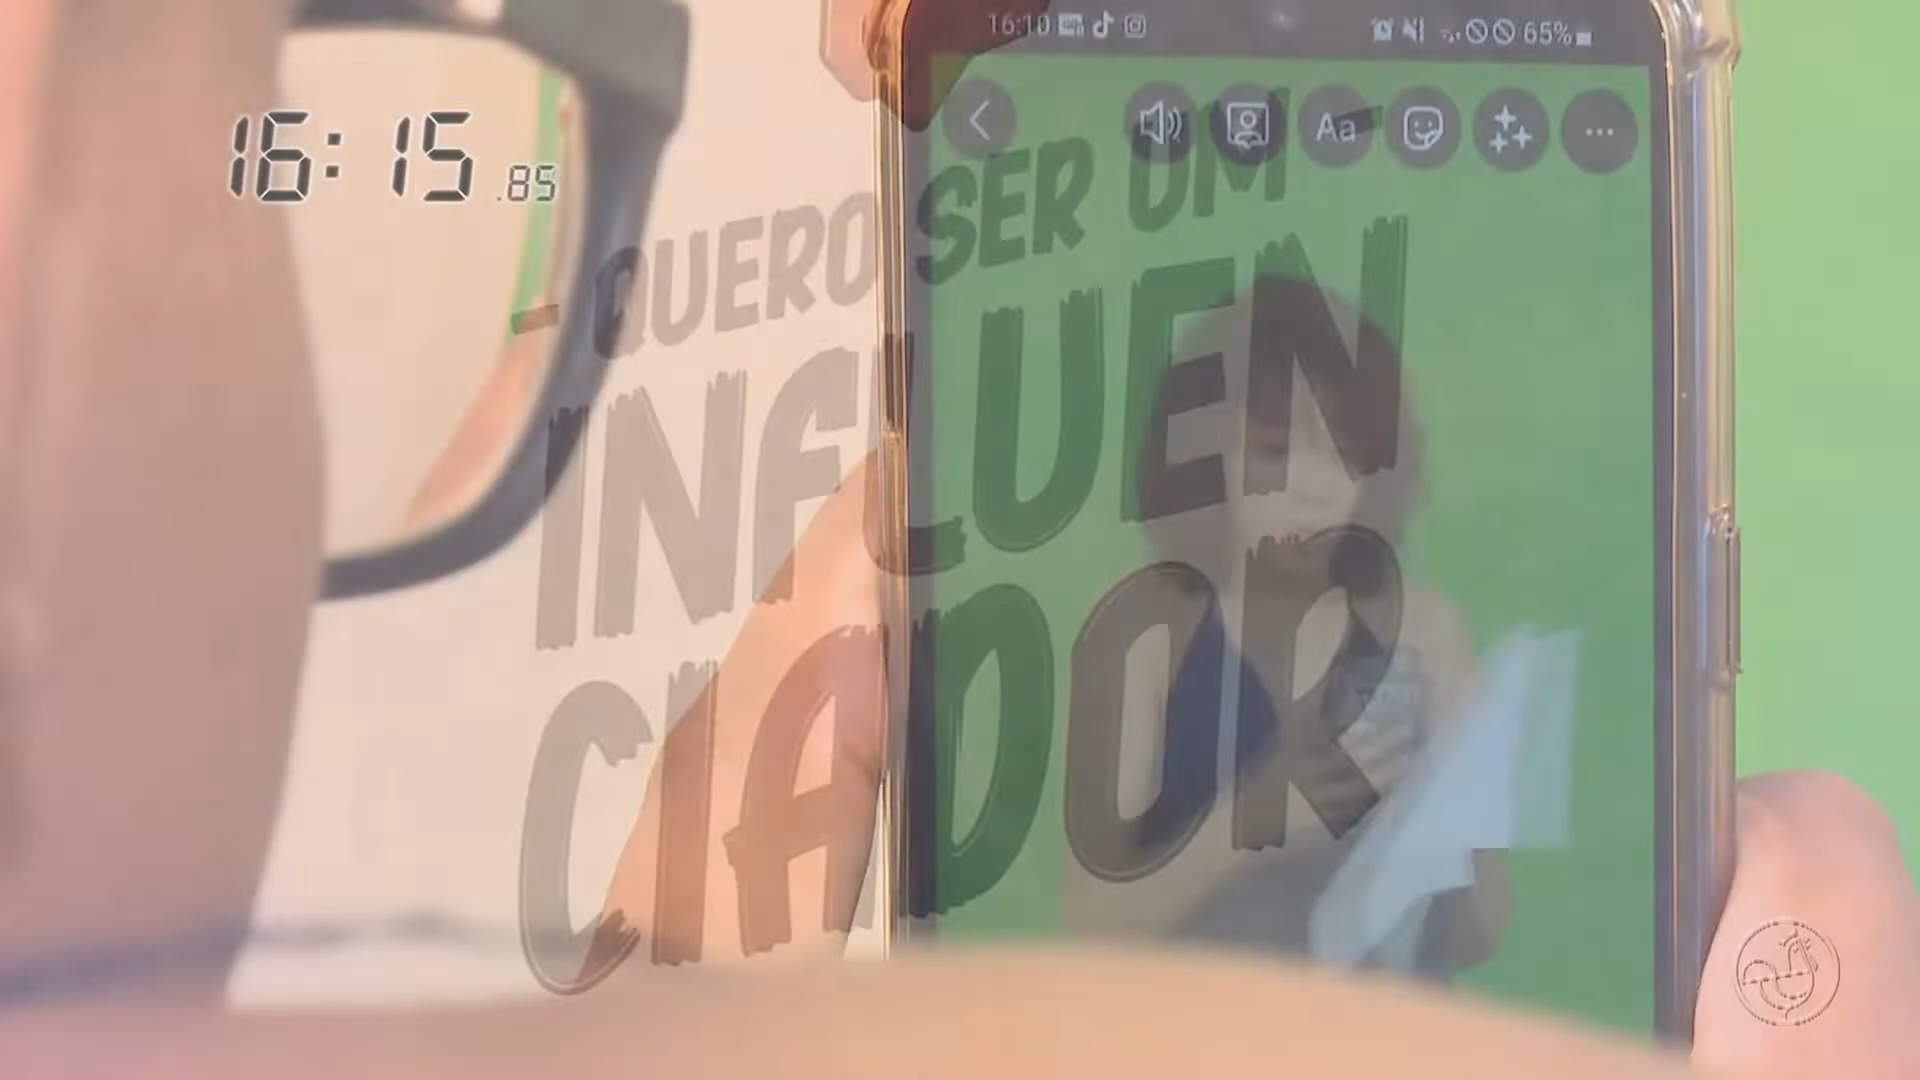 16:10 65%
16:15.85
Aa
- QUERO SER UM -
INFLUEN
CIADOR